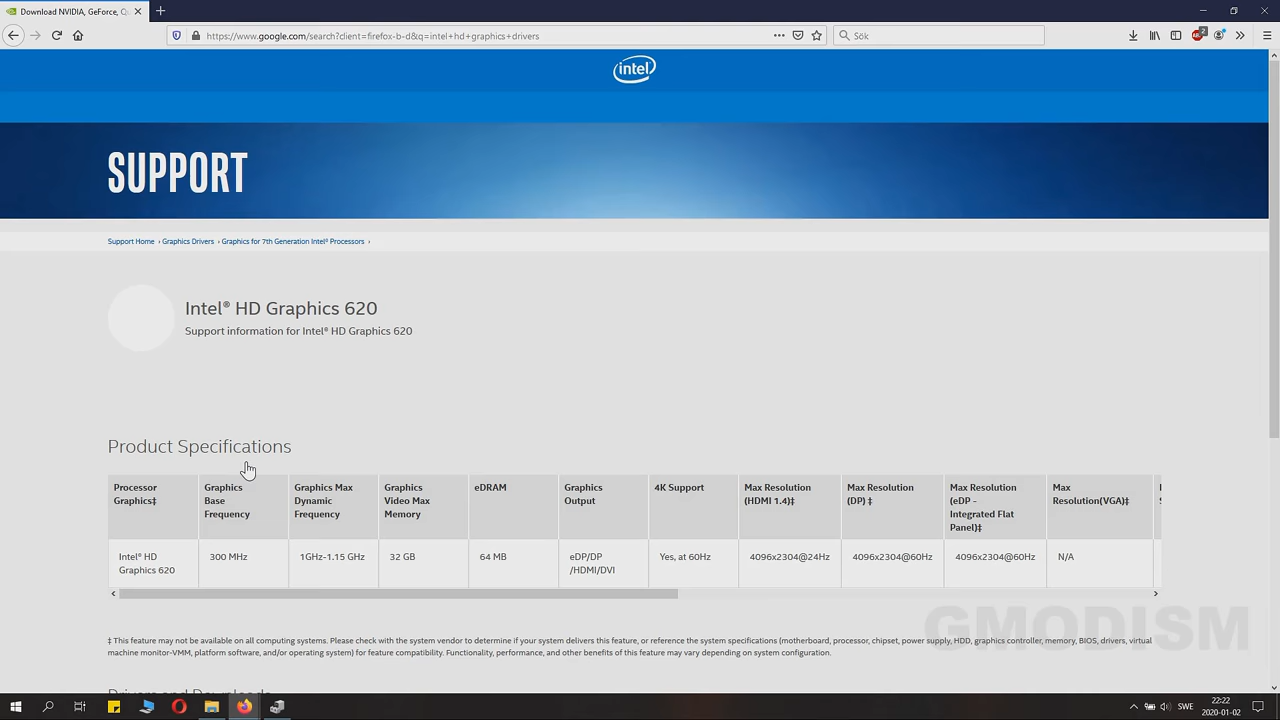 Download NVIDIA, GeForce, Qu
https://www.google.com/search?client=firefox-b-d&q=intel+hd+graphics+drivers
Sök
2
intel
SUPPORT
Support Home › Graphics Drivers › Graphics for 7th Generation Intel® Processors ›
Intel® HD Graphics 620
Support information for Intel® HD Graphics 620
Product Specifications
Processor Graphics‡
Graphics Base Frequency
Graphics Max Dynamic Frequency
Graphics Video Max Memory
eDRAM
Graphics Output
4K Support
Max Resolution (HDMI 1.4)‡
Max Resolution (DP) ‡
Max Resolution (eDP - Integrated Flat Panel)‡
Max Resolution(VGA)‡
Intel® HD Graphics 620
300 MHz
1GHz-1.15 GHz
32 GB
64 MB
eDP/DP /HDMI/DVI
Yes, at 60Hz
4096x2304@24Hz
4096x2304@60Hz
4096x2304@60Hz
N/A
‡ This feature may not be available on all computing systems. Please check with the system vendor to determine if your system delivers this feature, or reference the system specifications (motherboard, processor, chipset, power supply, HDD, graphics controller, memory, BIOS, drivers, virtual
machine monitor-VMM, platform software, and/or operating system) for feature compatibility. Functionality, performance, and other benefits of this feature may vary depending on system configuration.
GMODISM
Drivers and Downloads
SWE
22:22
2020-01-02